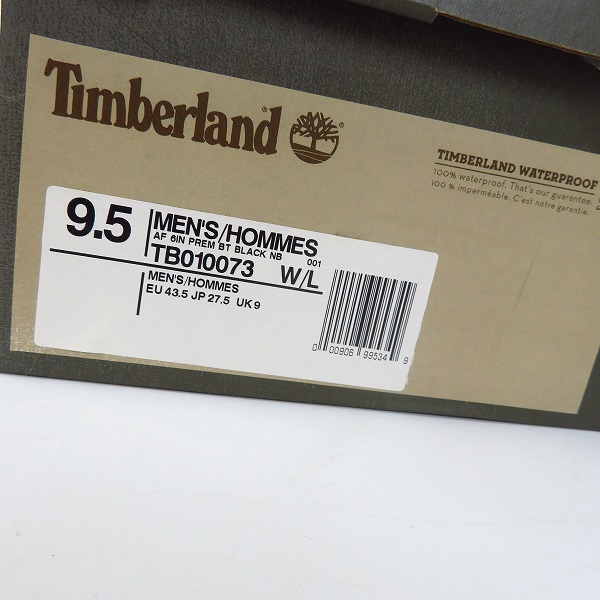 Timberland®
TIMBERLAND WATERPROOF
100% waterproof. That's our guarantee.
100 % imperméable. C'est notre garantie.
9.5
MEN'S/HOMMES
AF 6IN PREM BT BLACK NB 001
TB010073 W/L
MEN'S/HOMMES
EU 43.5 JP 27.5 UK 9
0 00906 99534 9